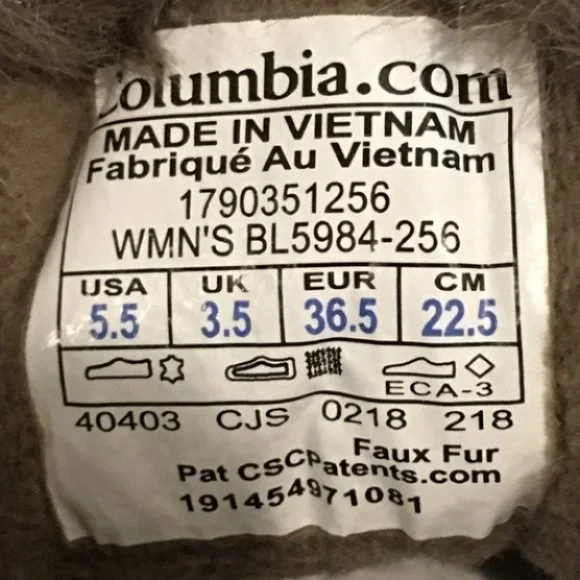 Columbia.com
MADE IN VIETNAM
Fabriqué Au Vietnam
1790351256
WMN'S BL5984-256
USA UK EUR CM
5.5 3.5 36.5 22.5
ECA-3
40403 CJS 0218 218
Faux Fur
Pat CSCPatents.com
191454971081